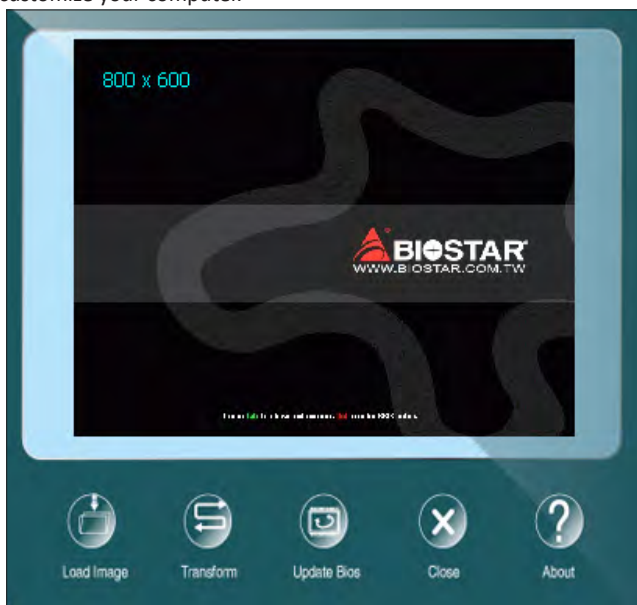 customize your computer.
800 x 600
BIOSTAR
WWW.BIOSTAR.COM.TW
Load Image
Transform
Update Bios
Close
About